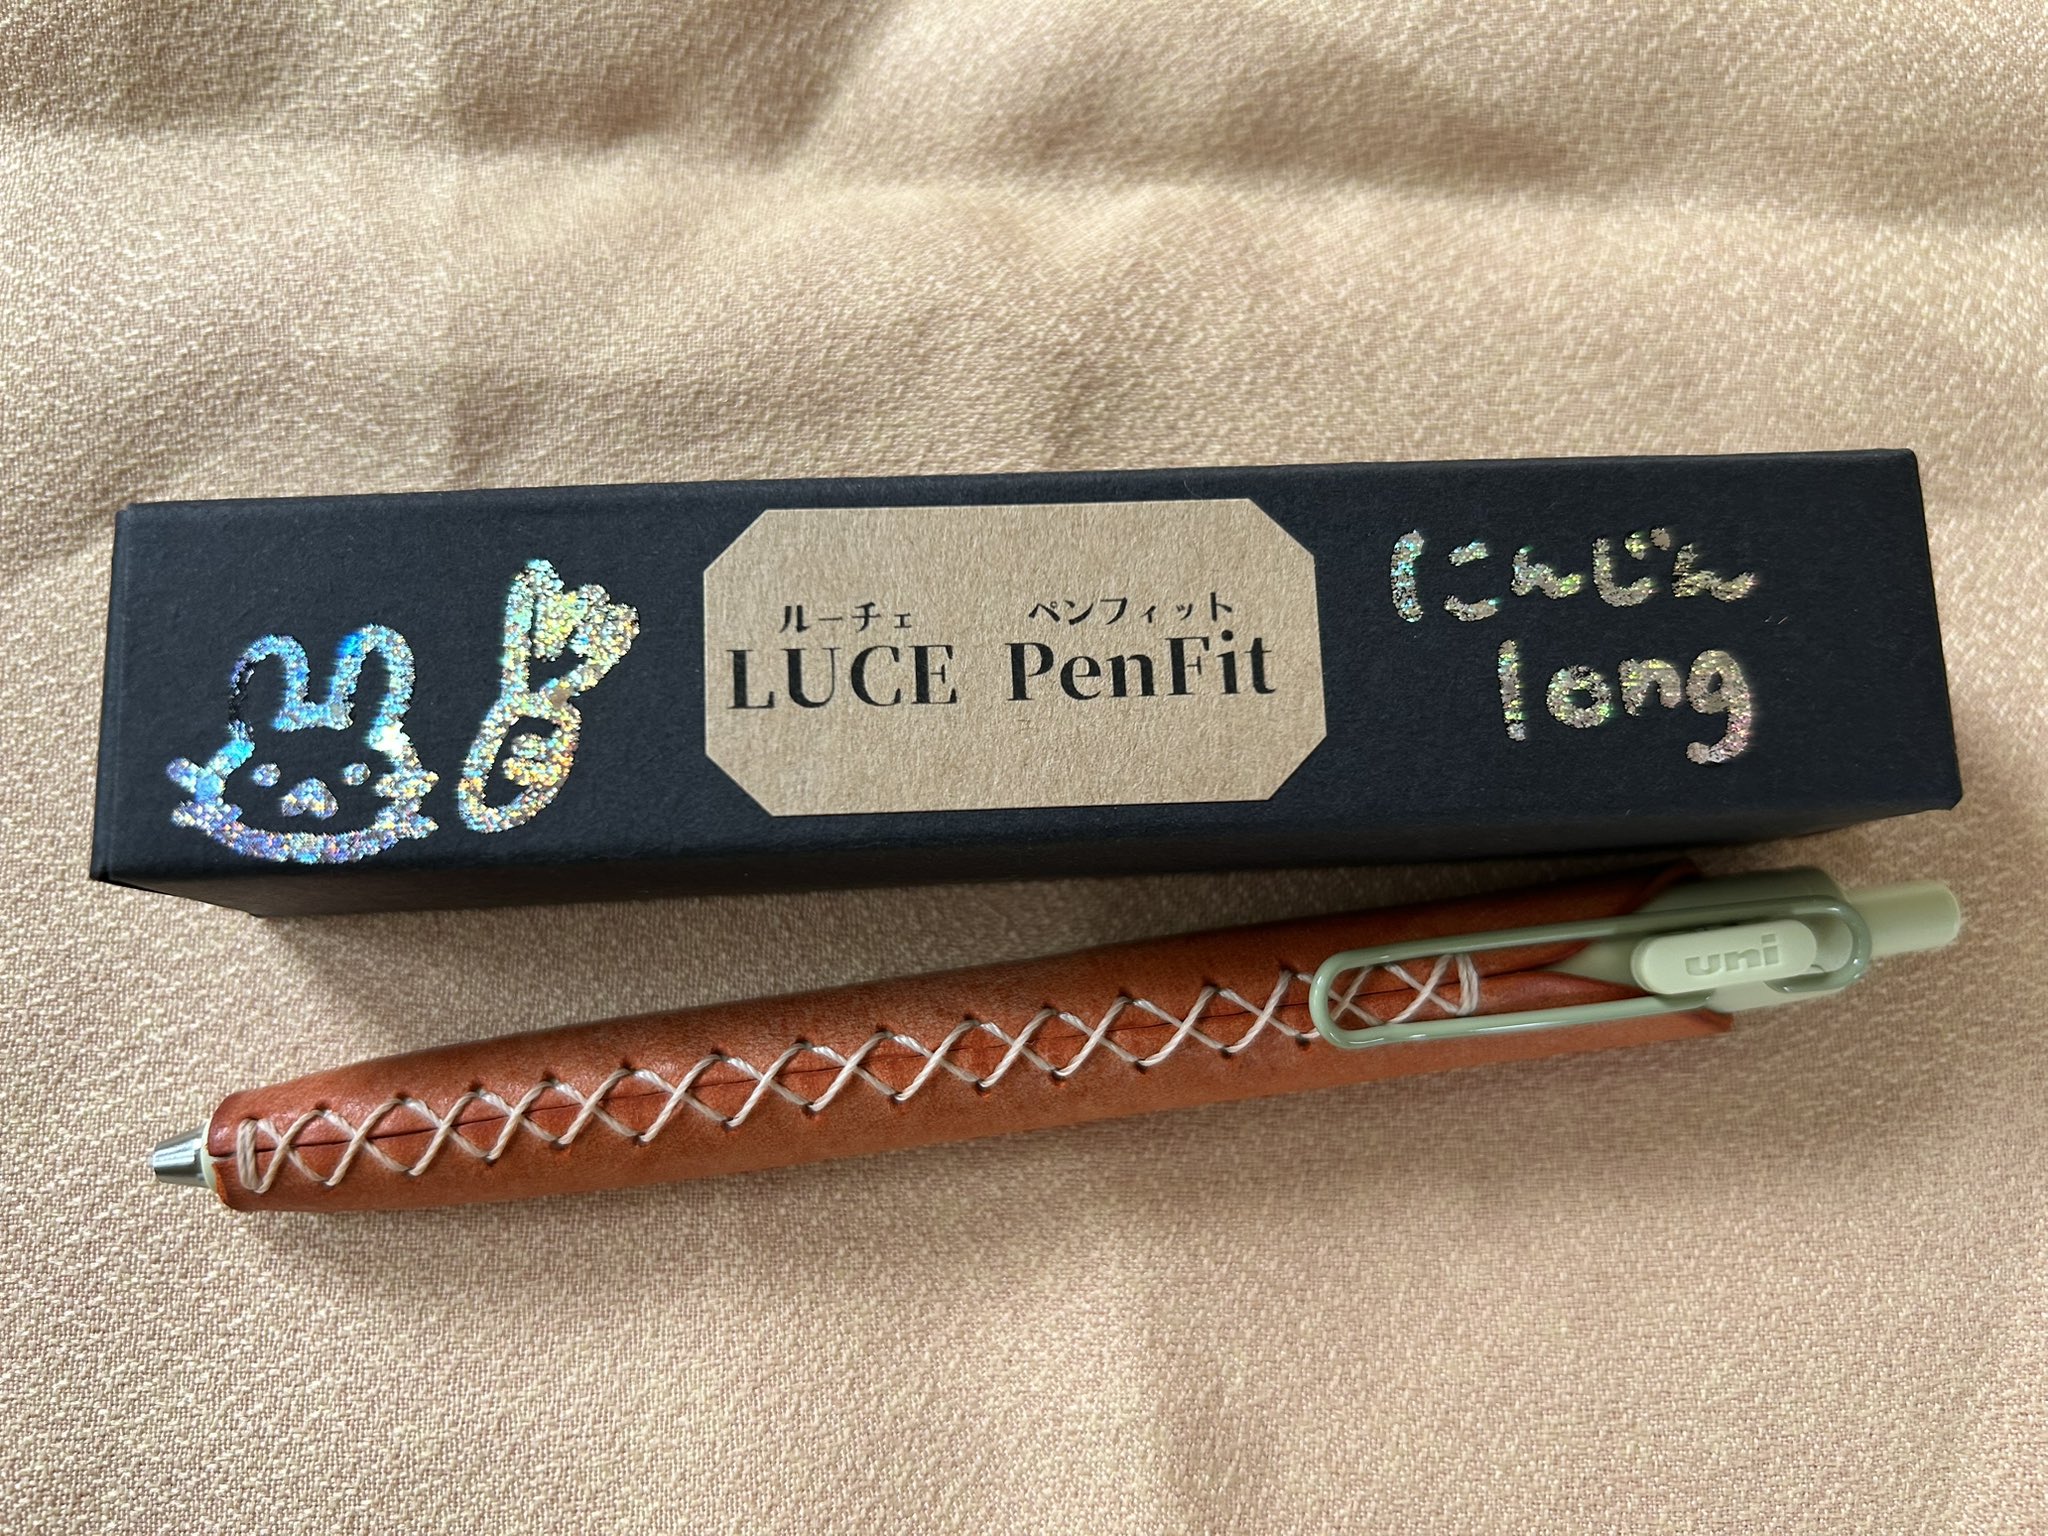 ルーチェ ペンフィット
LUCE PenFit
にんじん
long
uni